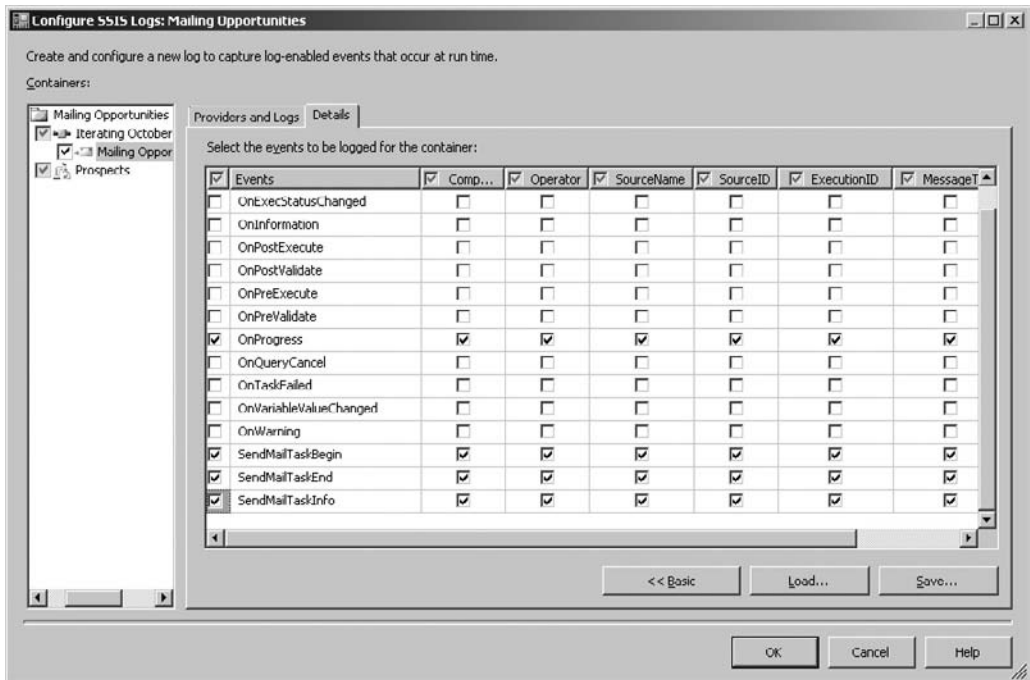 Configure SSIS Logs: Mailing Opportunities
Create and configure a new log to capture log-enabled events that occur at run time.
Containers:
Mailing Opportunities
Iterating October
Mailing Oppor
Prospects
Providers and Logs Details
Select the events to be logged for the container:
Events Comp... Operator SourceName SourceID ExecutionID MessageT
OnExecStatusChanged
OnInformation
OnPostExecute
OnPostValidate
OnPreExecute
OnPreValidate
OnProgress
OnQueryCancel
OnTaskFailed
OnVariableValueChanged
OnWarning
SendMailTaskBegin
SendMailTaskEnd
SendMailTaskInfo
<< Basic Load... Save...
OK Cancel Help